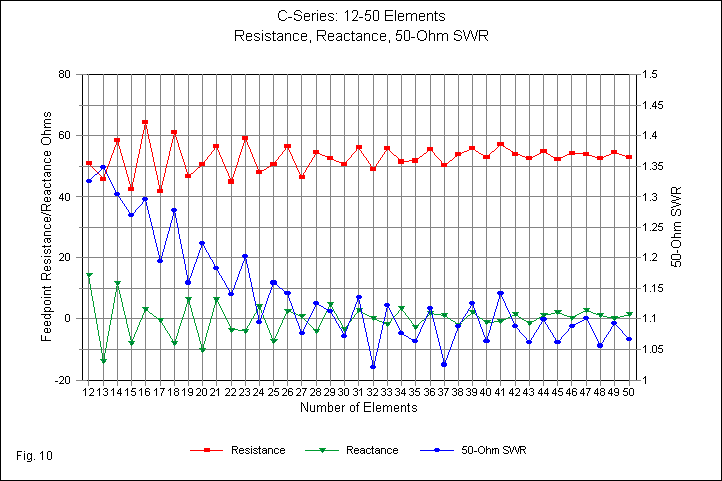 C-Series: 12-50 Elements
Resistance, Reactance, 50-Ohm SWR
80
60
40
20
0
-20
Feedpoint Resistance/Reactance Ohms
1.5
1.45
1.4
1.35
1.3
1.25
1.2
1.15
1.1
1.05
1
50-Ohm SWR
12 13 14 15 16 17 18 19 20 21 22 23 24 25 26 27 28 29 30 31 32 33 34 35 36 37 38 39 40 41 42 43 44 45 46 47 48 49 50
Number of Elements
Fig. 10
Resistance Reactance 50-Ohm SWR